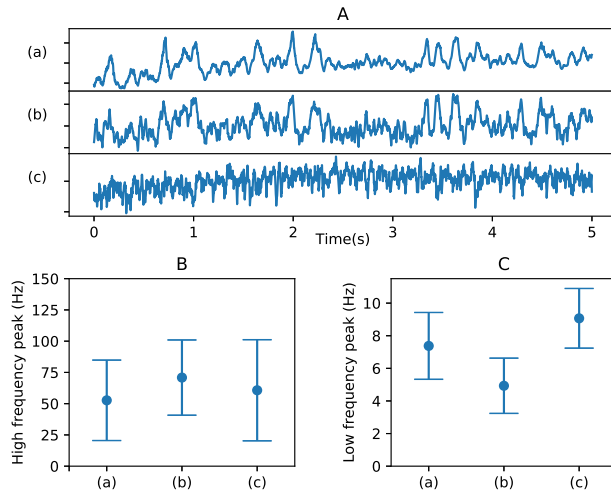 A
(a)
(b)
(c)
0 1 2 3 4 5
Time(s)
B
High frequency peak (Hz)
150
125
100
75
50
25
0
(a) (b) (c)
C
Low frequency peak (Hz)
10
8
6
4
2
0
(a) (b) (c)